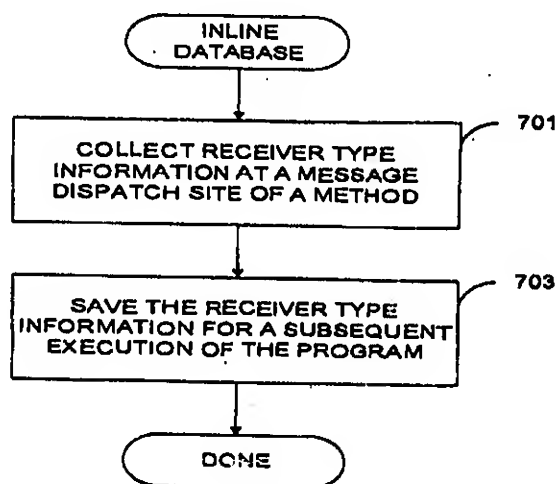 INLINE
DATABASE
701
COLLECT RECEIVER TYPE
INFORMATION AT A MESSAGE
DISPATCH SITE OF A METHOD
703
SAVE THE RECEIVER TYPE
INFORMATION FOR A SUBSEQUENT
EXECUTION OF THE PROGRAM
DONE